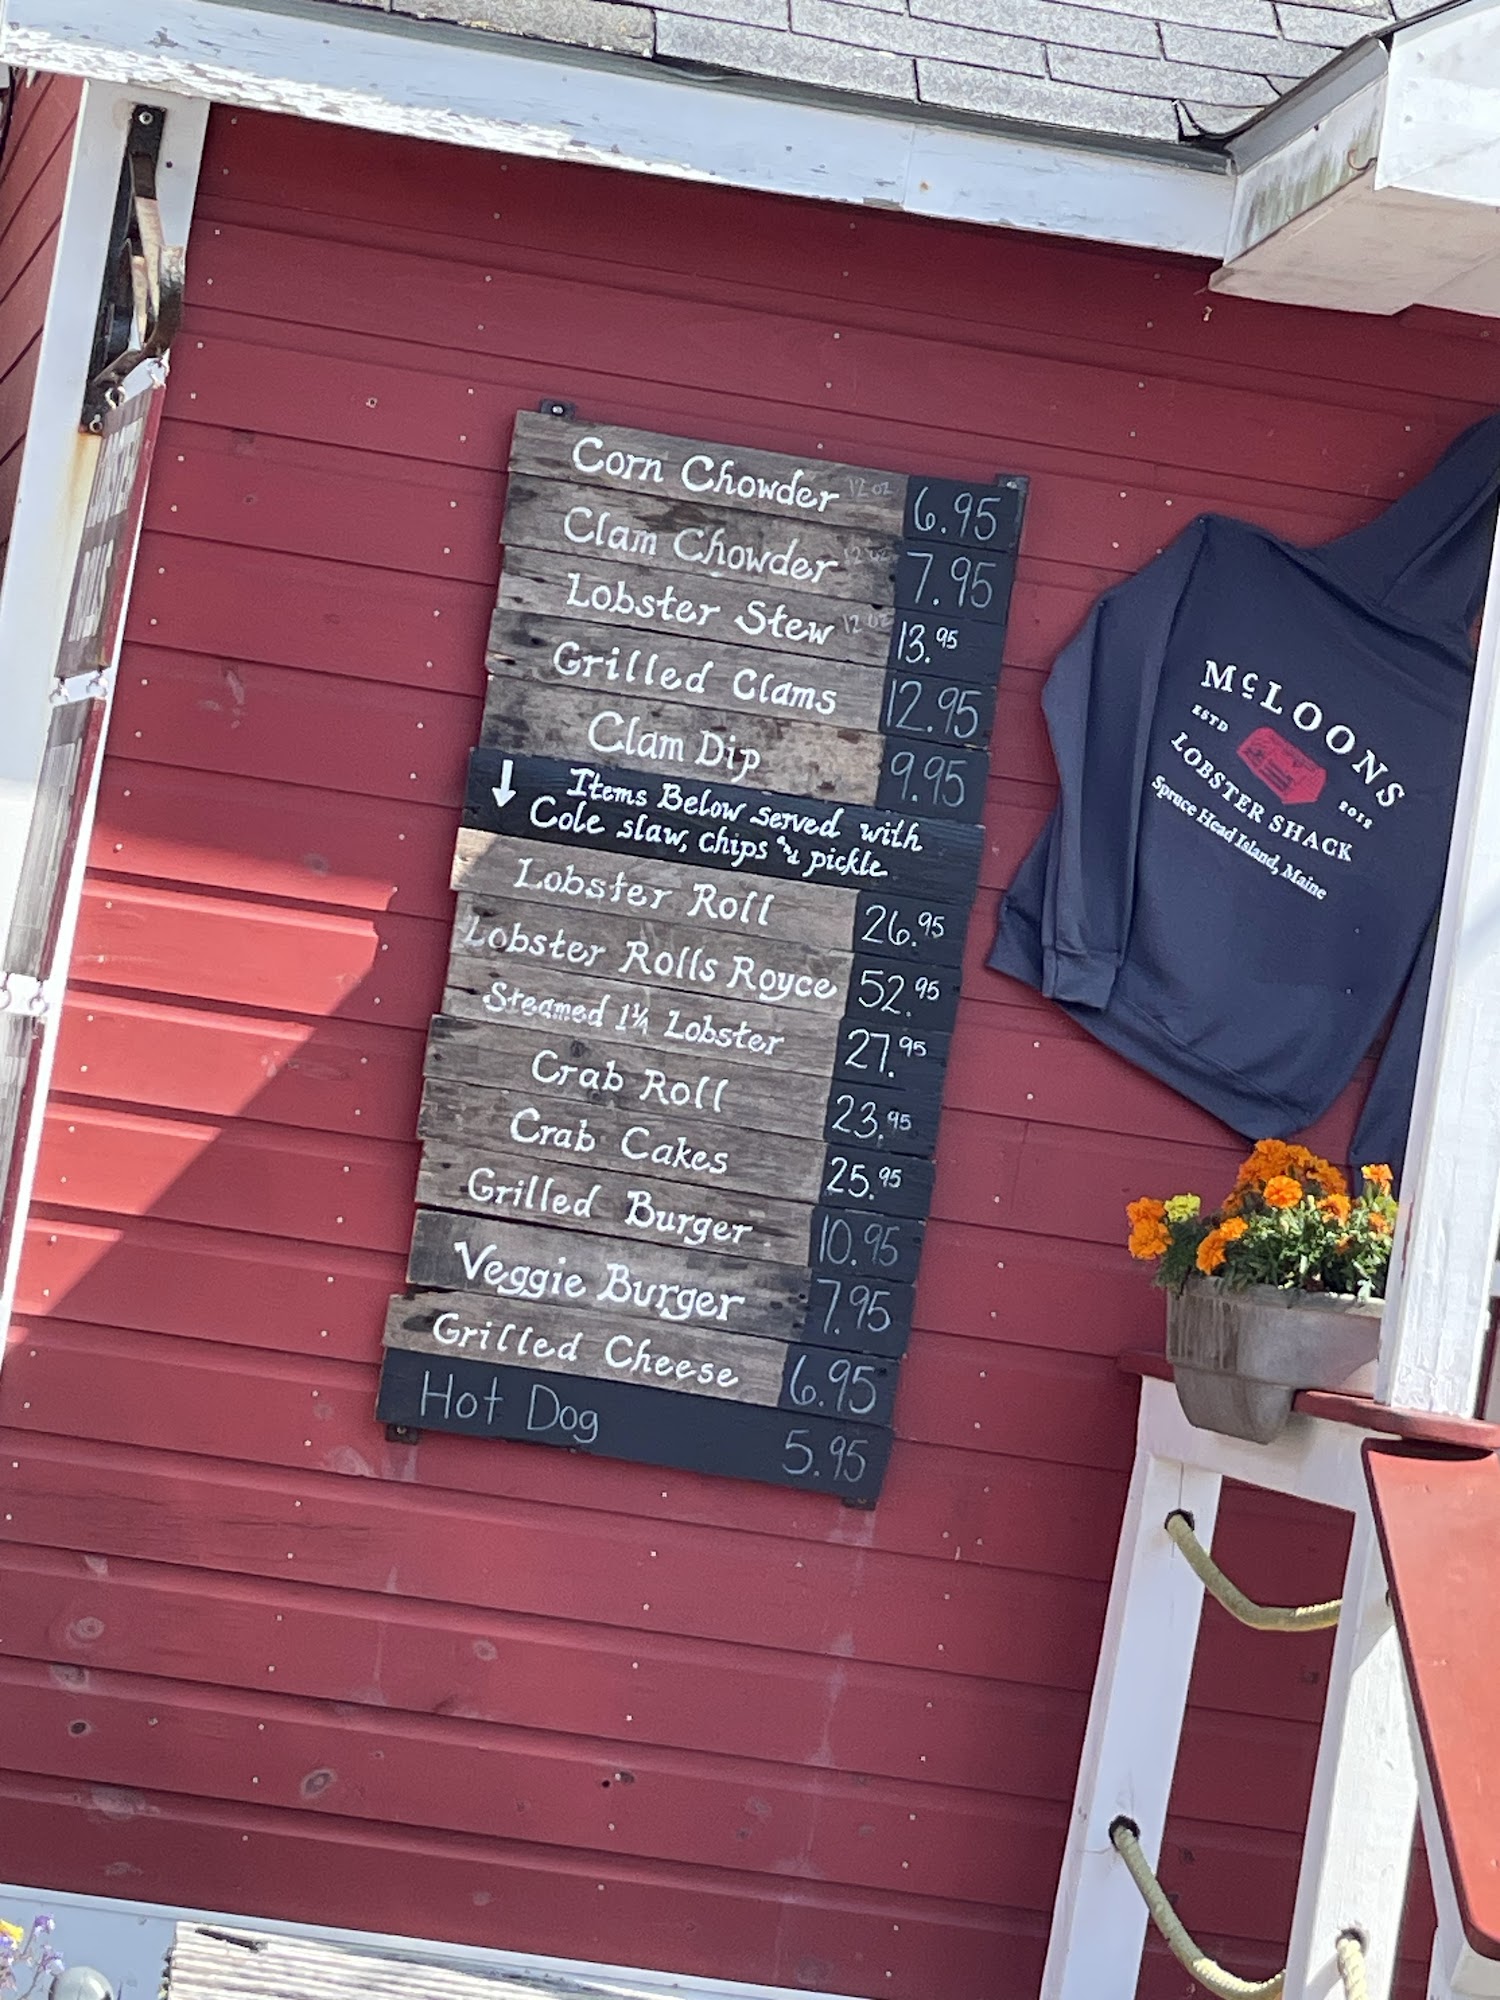 Corn Chowder 12 oz 6.95
Clam Chowder 12 oz 7.95
Lobster Stew 12 oz 13.95
Grilled Clams 12.95
Clam Dip 9.95
↓ Items Below served with
Cole slaw, chips and pickle
Lobster Roll 26.95
Lobster Rolls Royce 52.95
Steamed 1¼ Lobster 27.95
Crab Roll 23.95
Crab Cakes 25.95
Grilled Burger 10.95
Veggie Burger 7.95
Grilled Cheese 6.95
Hot Dog 5.95
McLOONS
ESTD 2018
LOBSTER SHACK
Spruce Head Island, Maine
LOBSTER
ROLLS